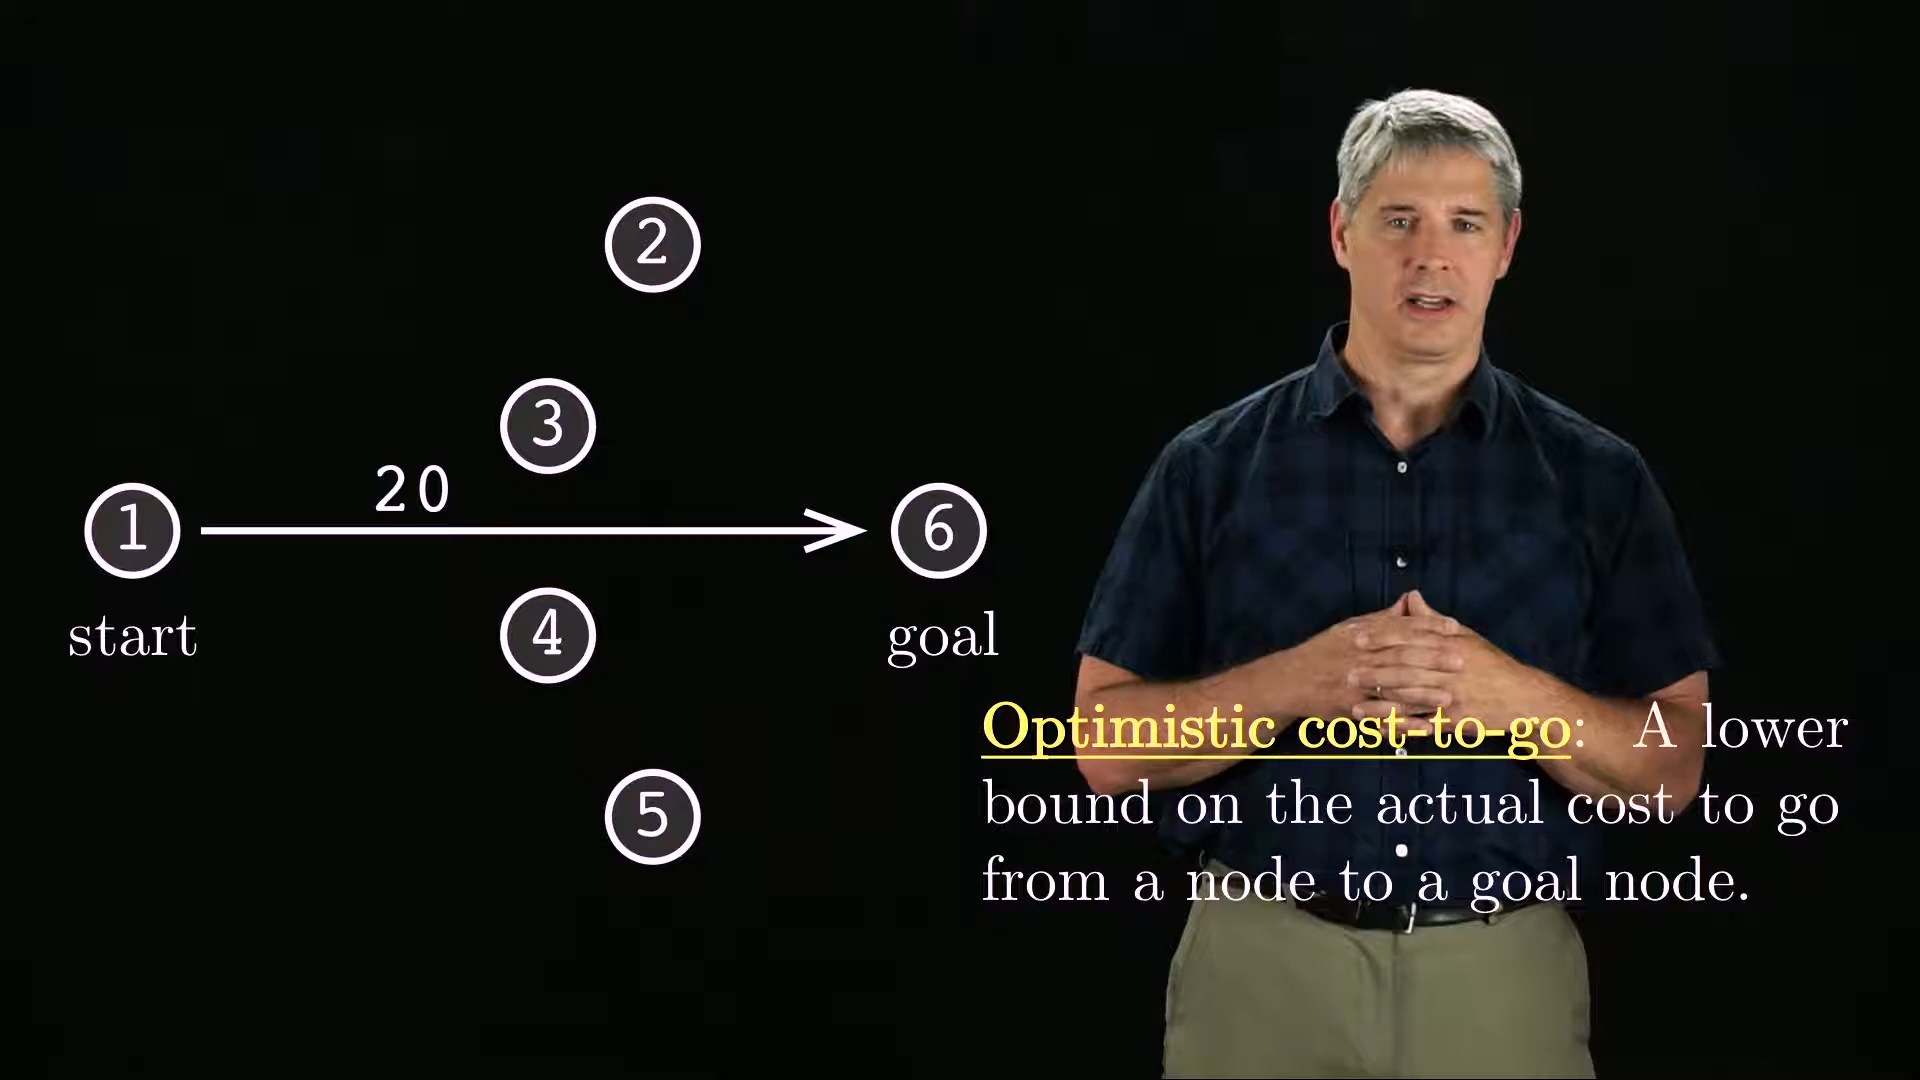 2
3
20
1
6
start
4
goal
Optimistic cost-to-go: A lower
bound on the actual cost to go
from a node to a goal node.
5